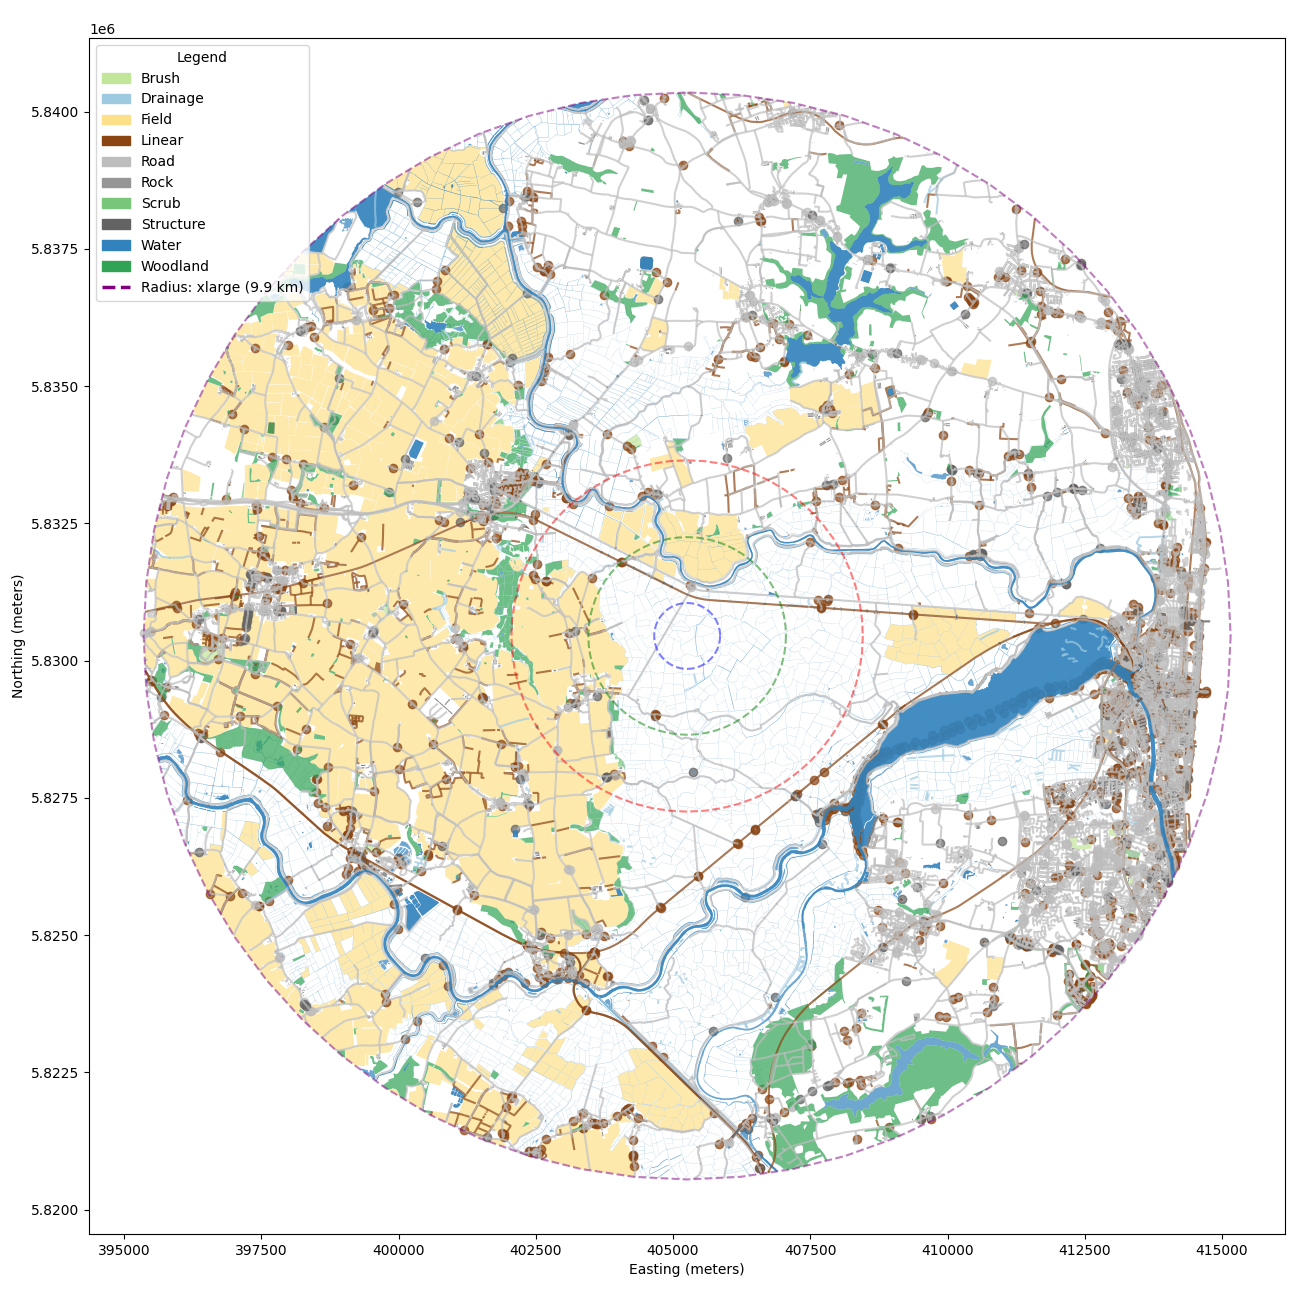 1e6
Legend
Brush
Drainage
Field
Linear
Road
Rock
Scrub
Structure
Water
Woodland
Radius: xlarge (9.9 km)
5.8400
5.8375
5.8350
5.8325
5.8300
5.8275
5.8250
5.8225
5.8200
Northing (meters)
395000 397500 400000 402500 405000 407500 410000 412500 415000
Easting (meters)